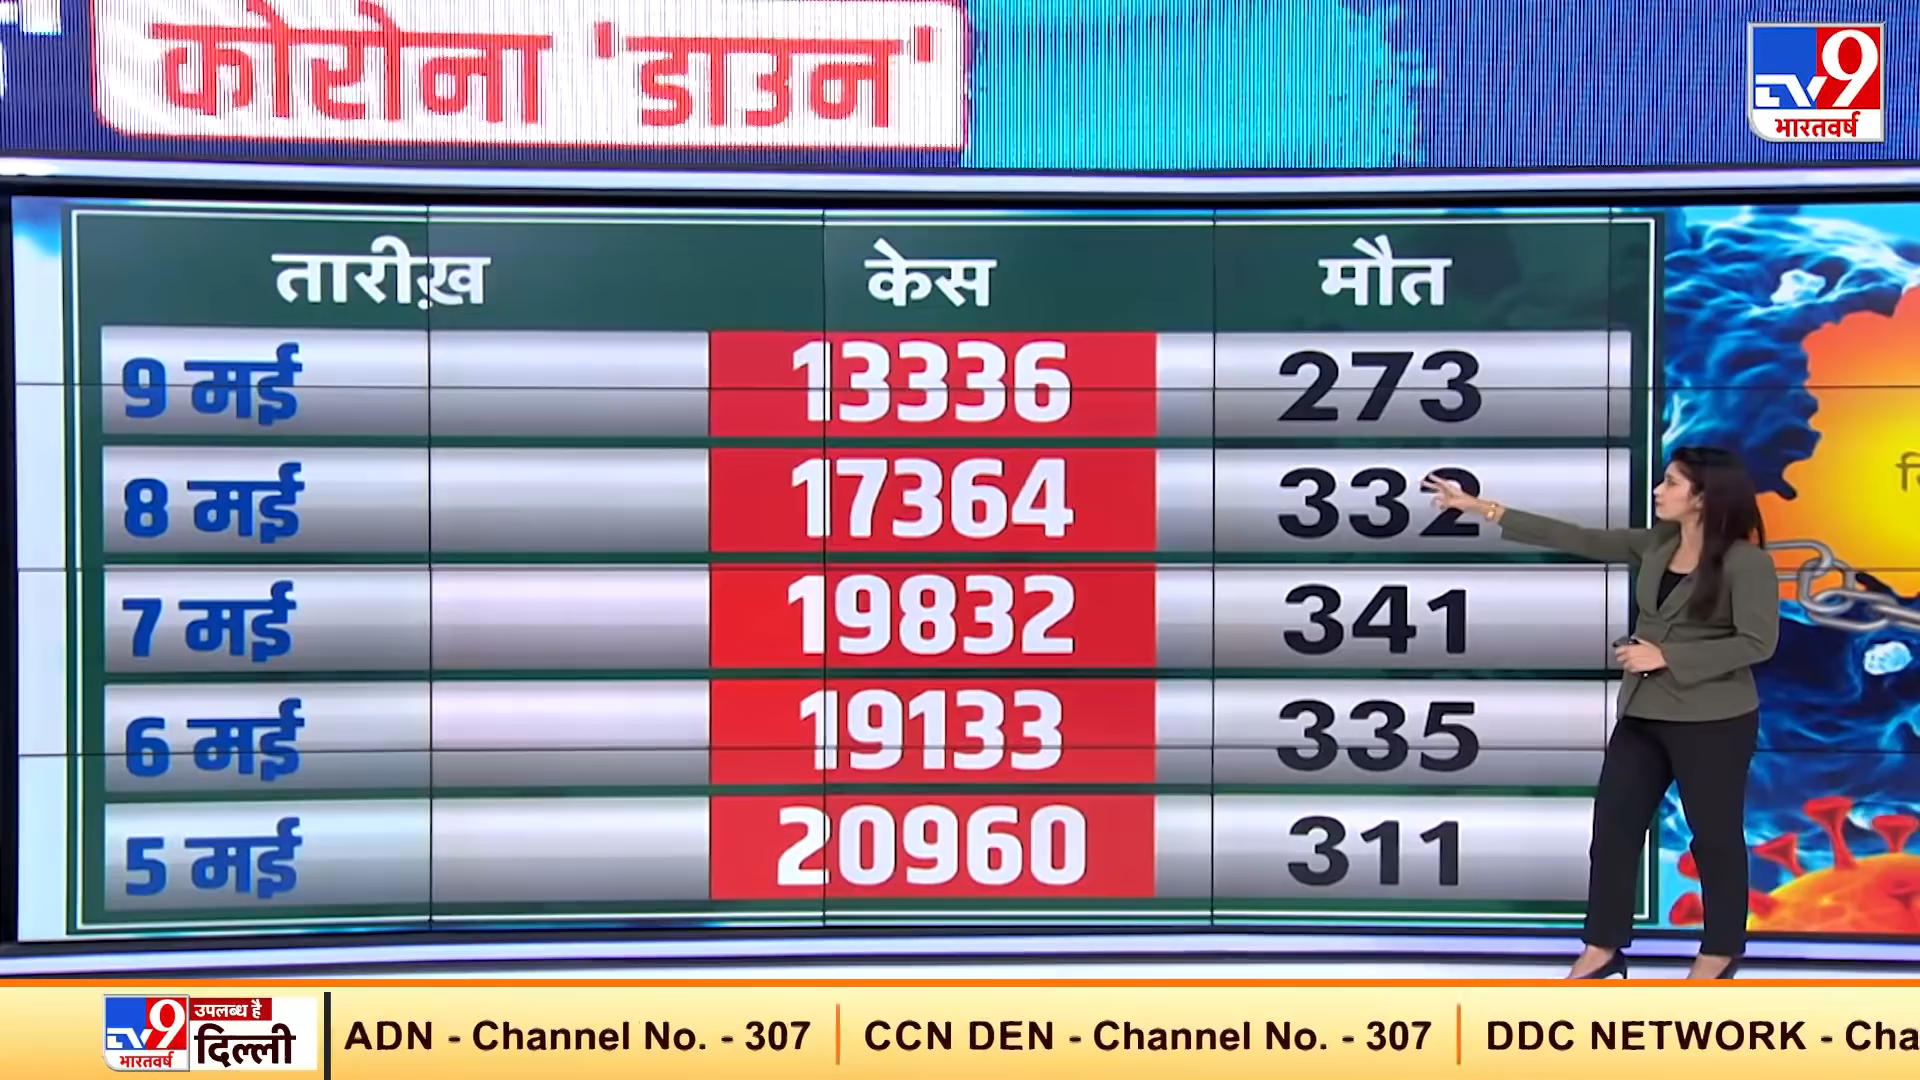 कोरोना 'डाउन'
TV9
भारतवर्ष
तारीख़ केस मौत
9 मई 13336 273
8 मई 17364 332
7 मई 19832 341
6 मई 19133 335
5 मई 20960 311
TV9 भारतवर्ष उपलब्ध है दिल्ली
ADN - Channel No. - 307 | CCN DEN - Channel No. - 307 | DDC NETWORK - Cha